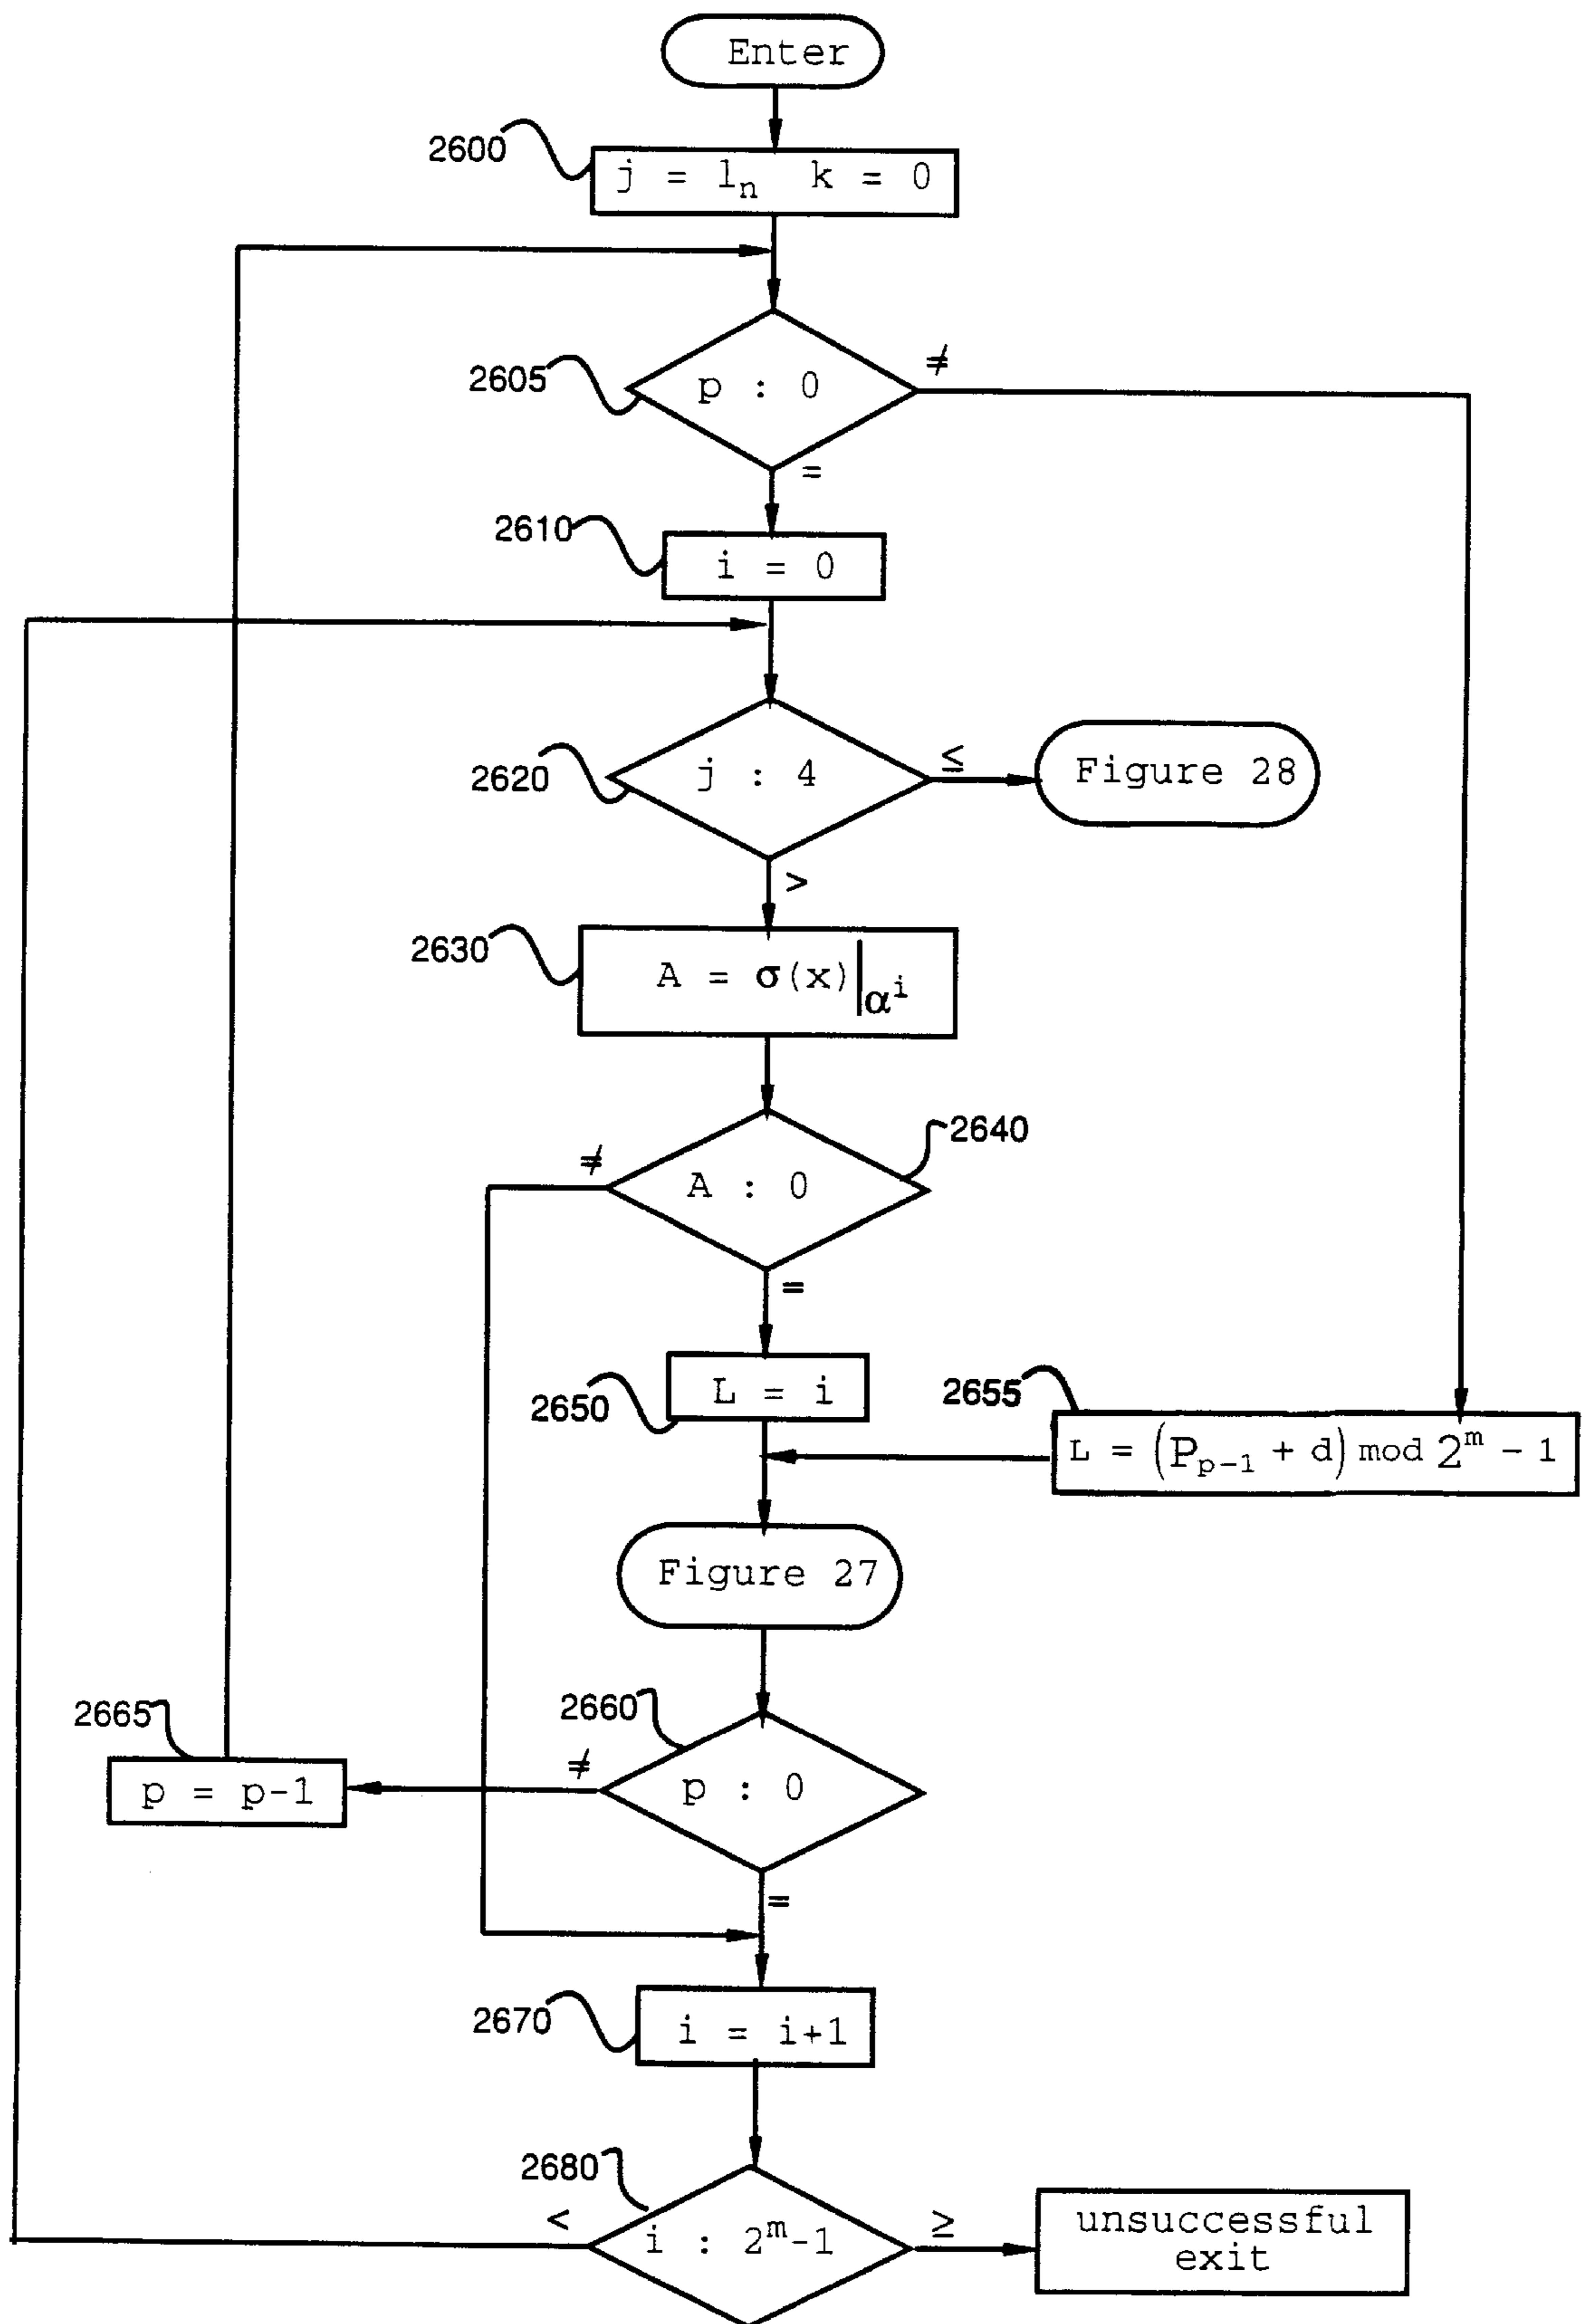 Enter
2600
j = l_n k = 0
2605
p : 0
≠
=
2610
i = 0
2620
j : 4
≤
Figure 28
>
2630
A = σ(x)|α^i
2640
≠
A : 0
=
2650
L = i
2655
L = (P_{p-1} + d) mod 2^m - 1
Figure 27
2660
2665
≠
p = p-1
p : 0
=
2670
i = i+1
2680
<
i : 2^m-1
≥
unsuccessful
exit